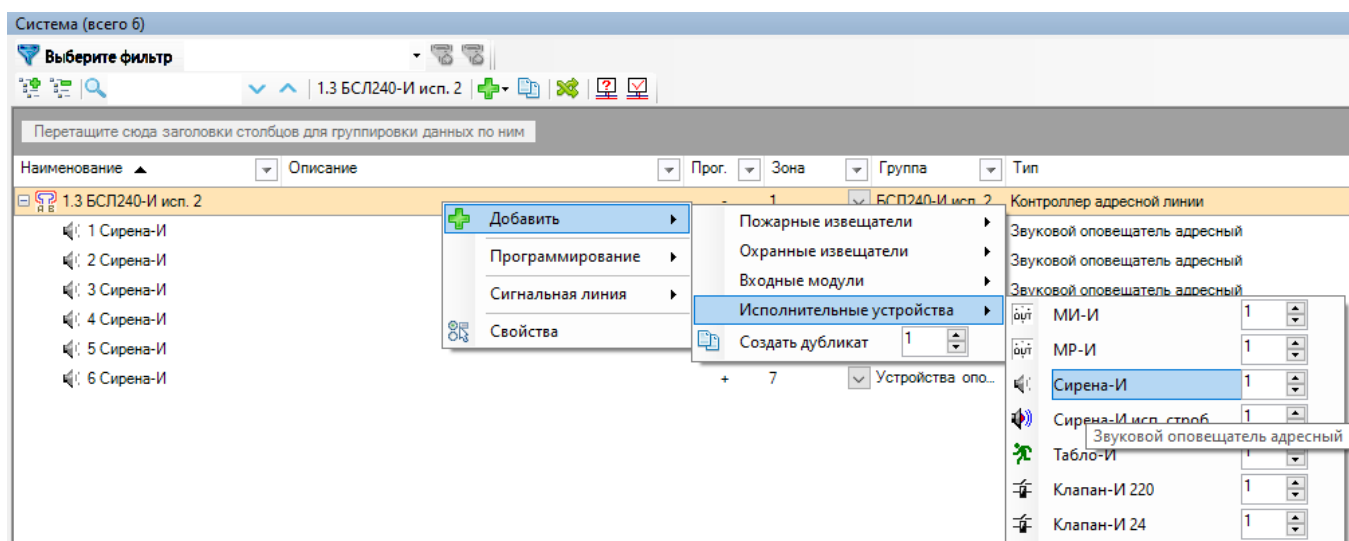 Система (всего 6)
Выберите фильтр
1.3 БСЛ240-И исп. 2
Перетащите сюда заголовки столбцов для группировки данных по ним
Наименование Описание Прог. Зона Группа Тип
1.3 БСЛ240-И исп. 2 - 1 БСЛ240-И исп. 2 Контроллер адресной линии
1 Сирена-И Звуковой оповещатель адресный
2 Сирена-И Звуковой оповещатель адресный
3 Сирена-И Звуковой оповещатель адресный
4 Сирена-И
5 Сирена-И
6 Сирена-И + 7 Устройства опо...
Добавить
Программирование
Сигнальная линия
Свойства
Пожарные извещатели
Охранные извещатели
Входные модули
Исполнительные устройства
Создать дубликат 1
МИ-И 1
МР-И 1
Сирена-И 1
Сирена-И исп. строб 1
Звуковой оповещатель адресный
Табло-И 1
Клапан-И 220 1
Клапан-И 24 1